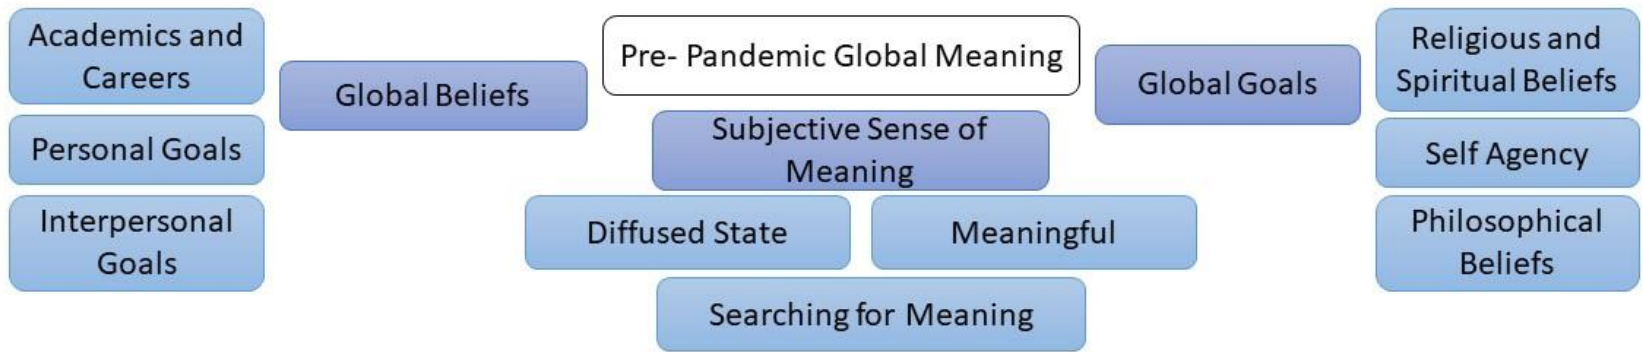 Academics and
Careers
Personal Goals
Interpersonal
Goals
Global Beliefs
Pre- Pandemic Global Meaning
Subjective Sense of
Meaning
Diffused State
Meaningful
Searching for Meaning
Global Goals
Religious and
Spiritual Beliefs
Self Agency
Philosophical
Beliefs